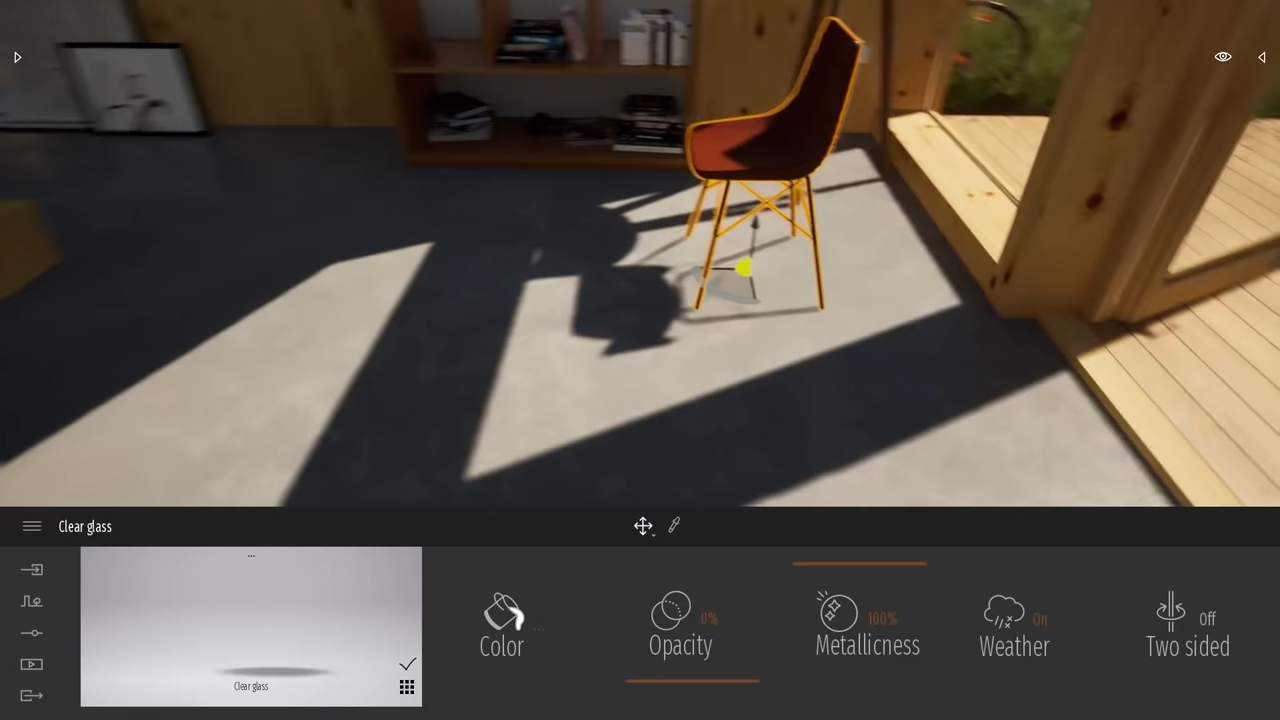 Clear glass
...
Clear glass
Color
...
0%
Opacity
100%
Metallicness
On
Weather
Off
Two sided